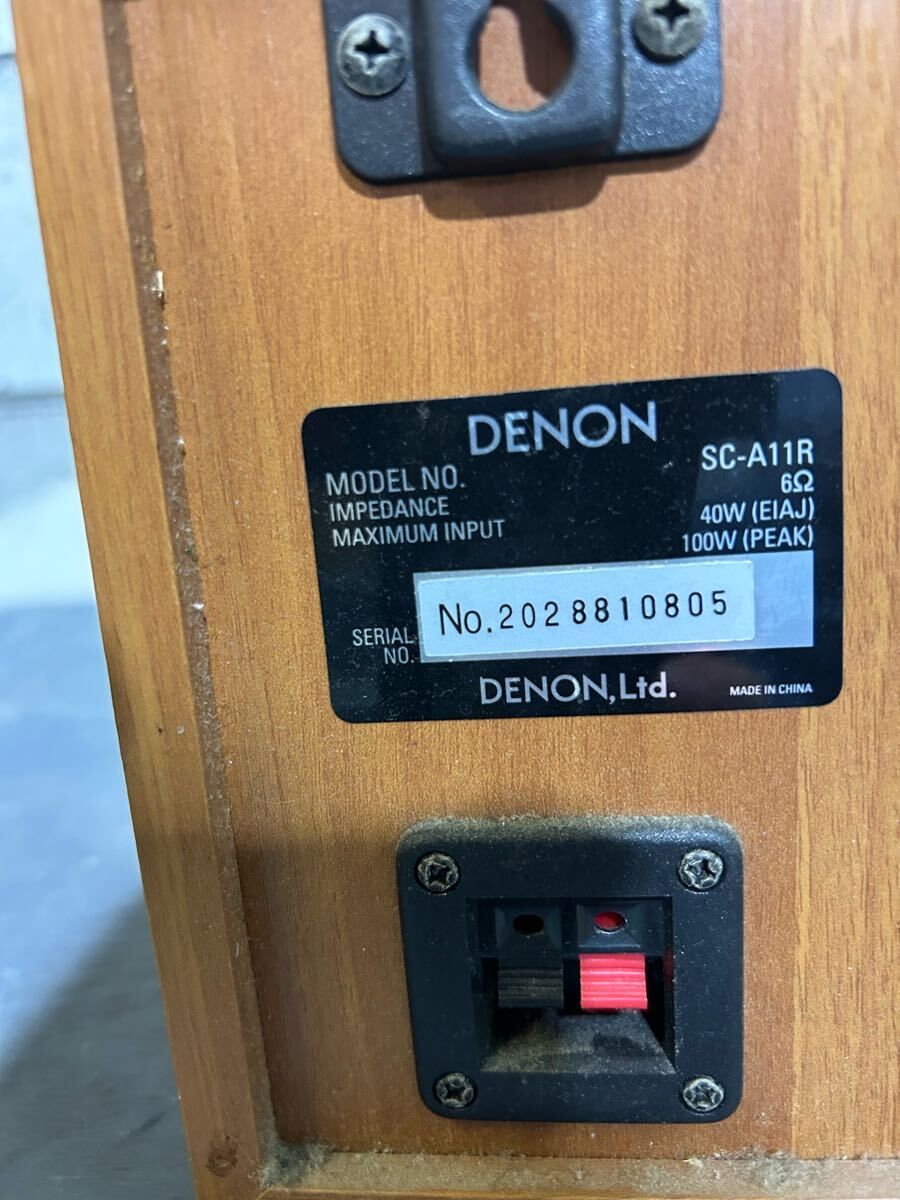 DENON
MODEL NO. SC-A11R
IMPEDANCE 6Ω
MAXIMUM INPUT 40W (EIAJ)
100W (PEAK)
SERIAL NO. No.2028810805
DENON,Ltd. MADE IN CHINA